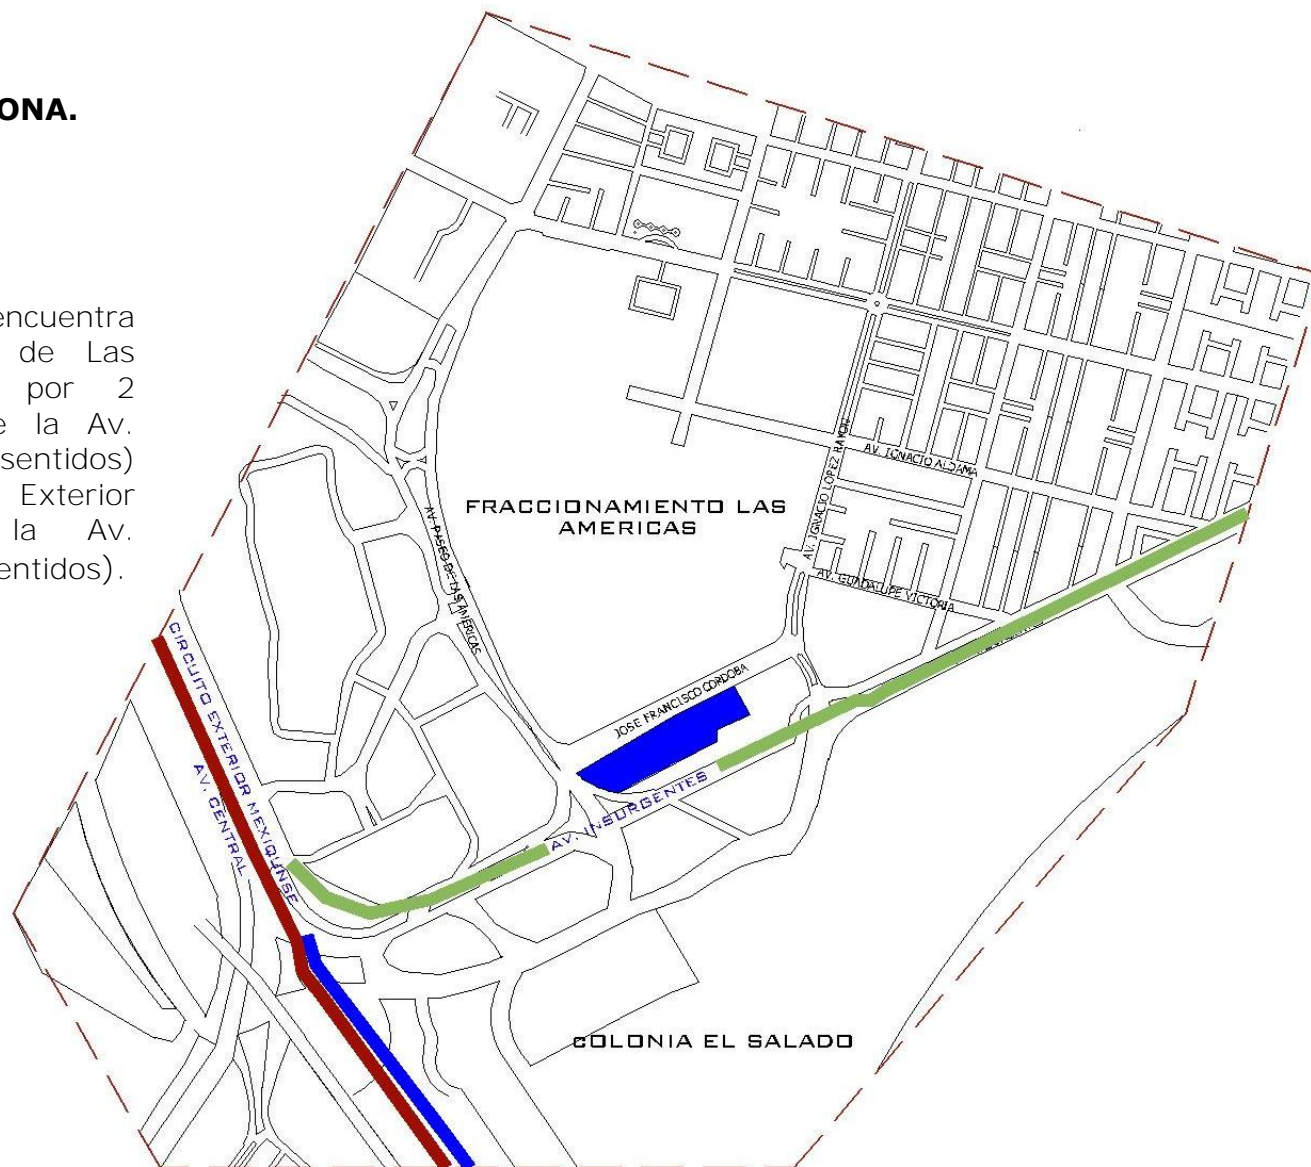 ONA.
encuentra
de Las
por 2
e la Av.
sentidos)
Exterior
la Av.
entidos).
FRACCIONAMIENTO LAS
AMERICAS
AV. IGNACIO ALDAMA
AV. IGNACIO LOPEZ RAYON
AV. GUADALUPE VICTORIA
AV. PASEO DE LAS AMERICAS
JOSE FRANCISCO CORDOBA
CIRCUITO EXTERIOR MEXIQUENSE
AV. CENTRAL
AV. INSURGENTES
COLONIA EL SALADO